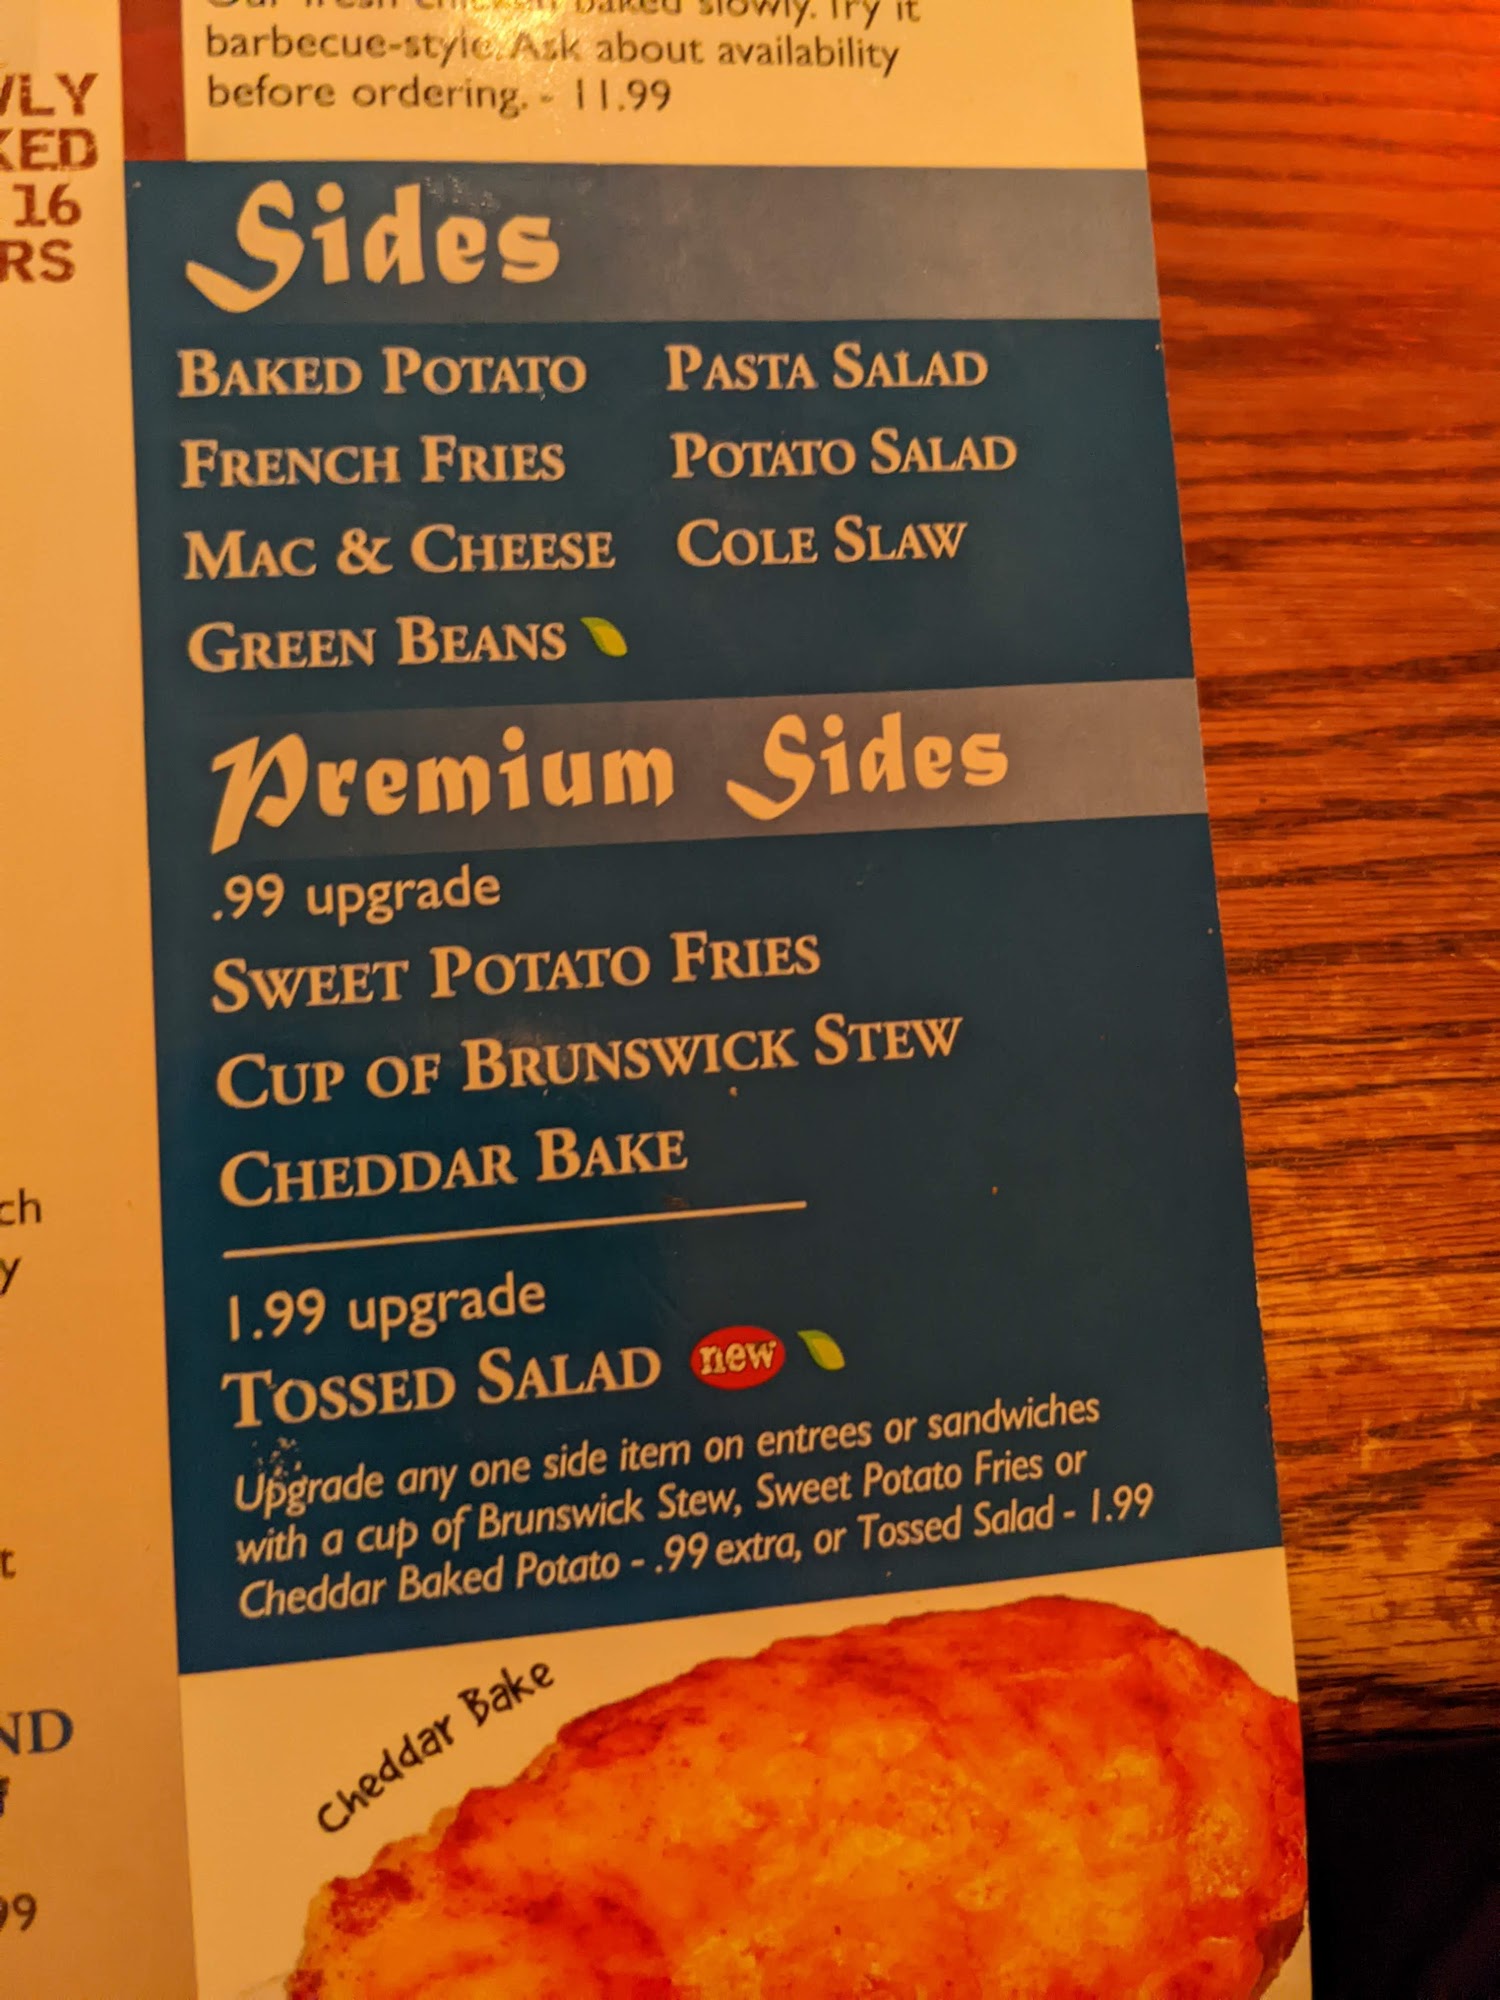 barbecue-style. Ask about availability
before ordering. - 11.99
16
Sides
BAKED POTATO
FRENCH FRIES
MAC & CHEESE
GREEN BEANS
PASTA SALAD
POTATO SALAD
COLE SLAW
Premium Sides
.99 upgrade
SWEET POTATO FRIES
CUP OF BRUNSWICK STEW
CHEDDAR BAKE
1.99 upgrade
TOSSED SALAD new
Upgrade any one side item on entrees or sandwiches
with a cup of Brunswick Stew, Sweet Potato Fries or
Cheddar Baked Potato - .99 extra, or Tossed Salad - 1.99
Cheddar Bake